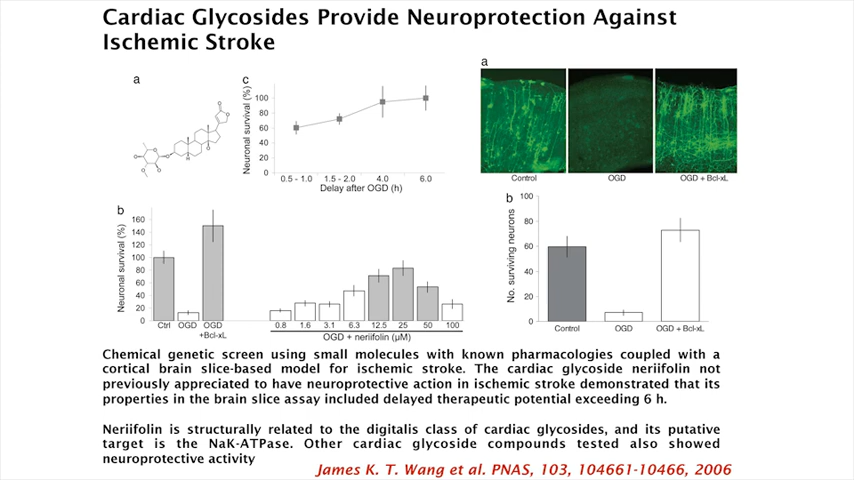 Cardiac Glycosides Provide Neuroprotection Against
Ischemic Stroke
a
c
Neuronal survival (%)
100
80
60
40
20
0
0.5 - 1.0
1.5 - 2.0
4.0
6.0
Delay after OGD (h)
b
Neuronal survival (%)
160
140
120
100
80
60
40
20
0
Ctrl
OGD
OGD
+Bcl-xL
0.8
1.6
3.1
6.3
12.5
25
50
100
OGD + neriifolin (µM)
a
Control
OGD
OGD + Bcl-xL
b
No. surviving neurons
100
80
60
40
20
0
Control
OGD
OGD + Bcl-xL
Chemical genetic screen using small molecules with known pharmacologies coupled with a
cortical brain slice-based model for ischemic stroke. The cardiac glycoside neriifolin not
previously appreciated to have neuroprotective action in ischemic stroke demonstrated that its
properties in the brain slice assay included delayed therapeutic potential exceeding 6 h.
Neriifolin is structurally related to the digitalis class of cardiac glycosides, and its putative
target is the NaK-ATPase. Other cardiac glycoside compounds tested also showed
neuroprotective activity
James K. T. Wang et al. PNAS, 103, 104661-10466, 2006